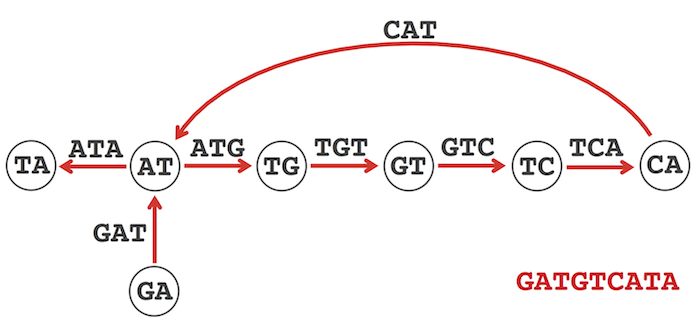 CAT
ATA ATG TGT GTC TCA
TA AT TG GT TC CA
GAT
GA
GATGTCATA